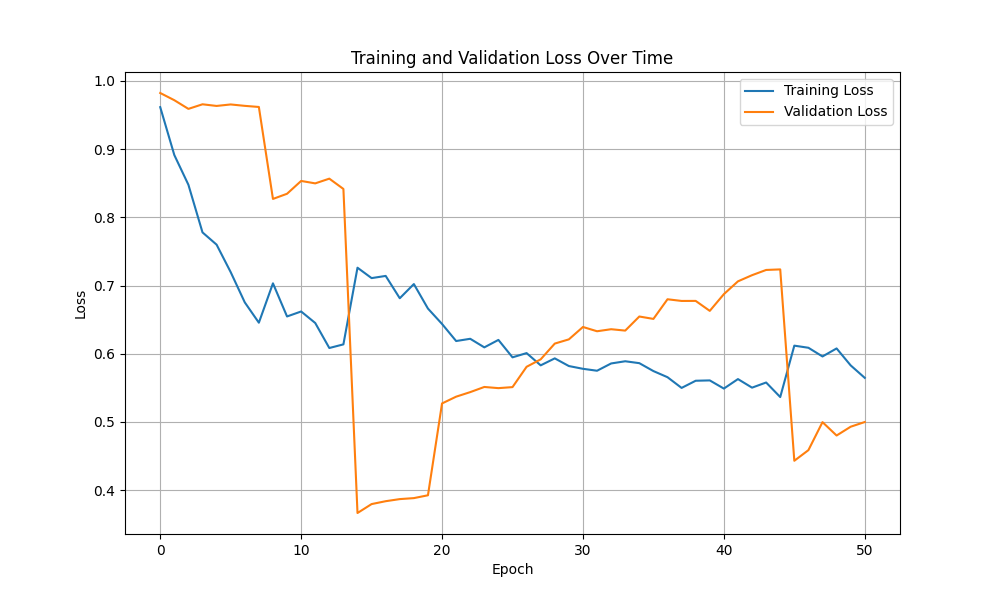 Training and Validation Loss Over Time
Training Loss
Validation Loss
1.0
0.9
0.8
0.7
0.6
0.5
0.4
Loss
0 10 20 30 40 50
Epoch